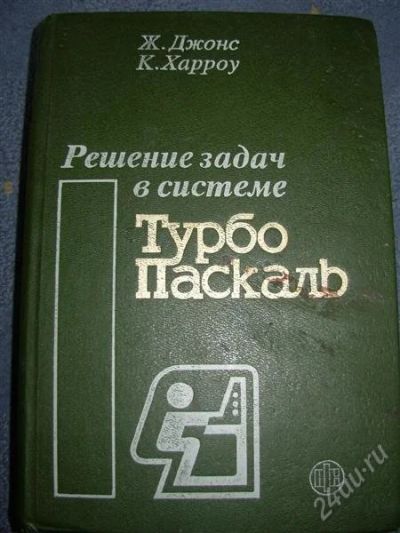 Ж. Джонс
К. Харроу
Решение задач
в системе
Турбо
Паскаль
24au.ru